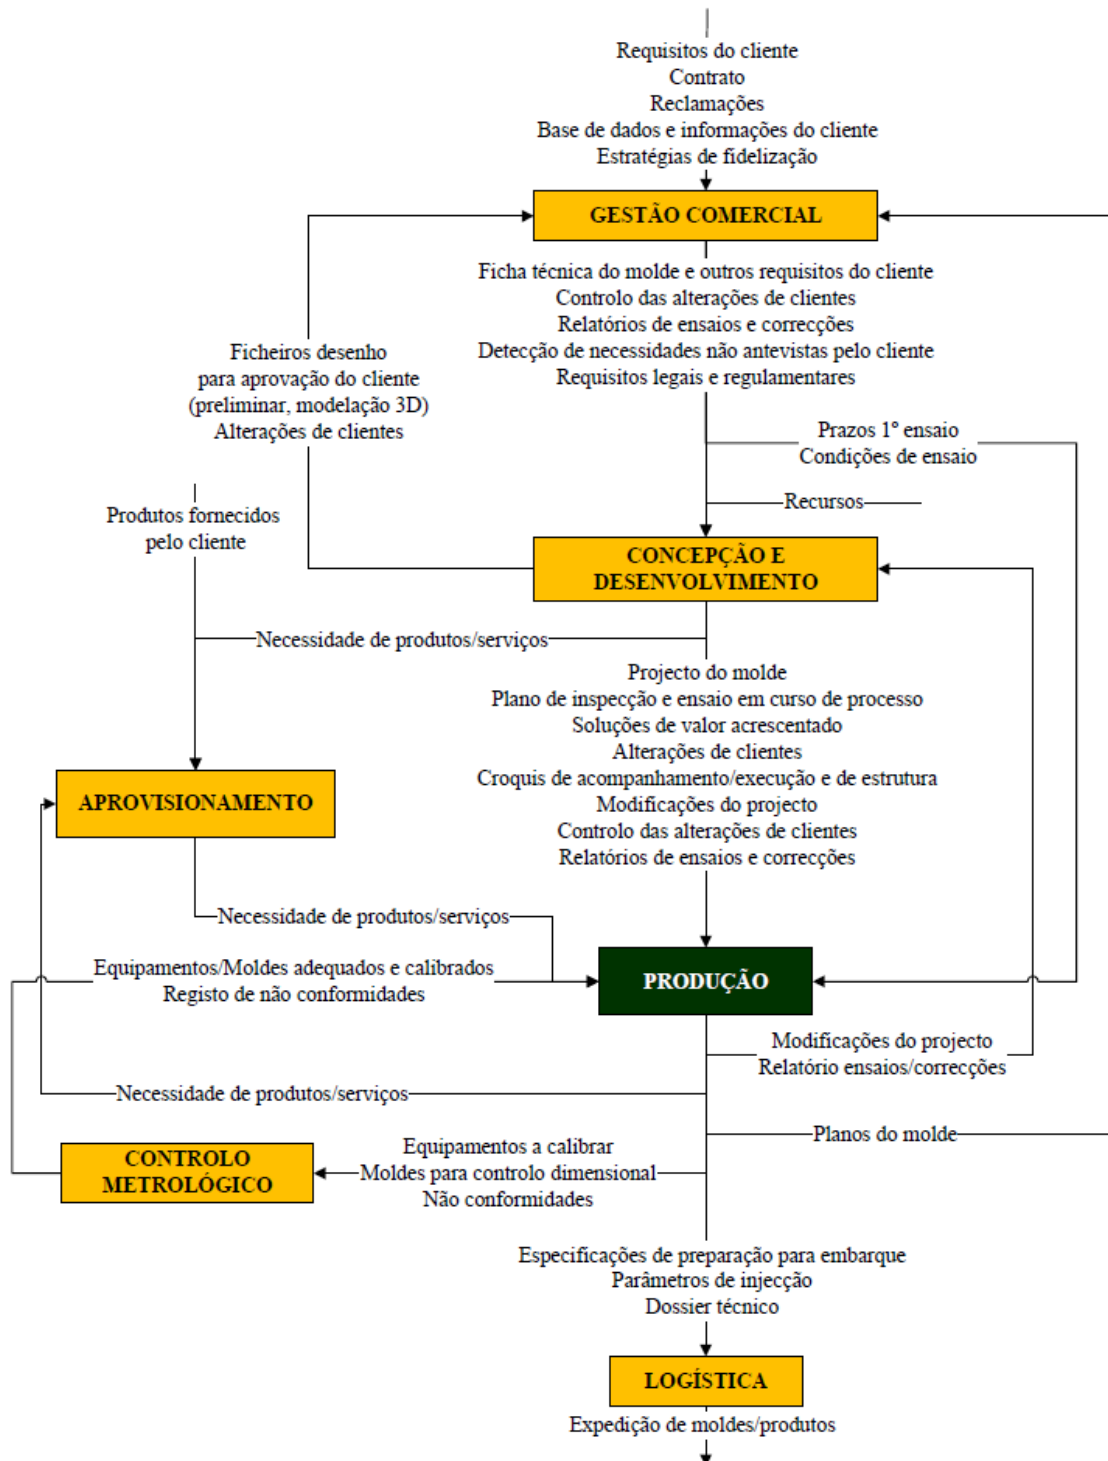 Requisitos do cliente
Contrato
Reclamações
Base de dados e informações do cliente
Estratégias de fidelização
GESTÃO COMERCIAL
Ficha técnica do molde e outros requisitos do cliente
Controlo das alterações de clientes
Relatórios de ensaios e correcções
Detecção de necessidades não antevistas pelo cliente
Requisitos legais e regulamentares
Ficheiros desenho
para aprovação do cliente
(preliminar, modelação 3D)
Alterações de clientes
Prazos 1º ensaio
Condições de ensaio
Recursos
Produtos fornecidos
pelo cliente
CONCEPÇÃO E
DESENVOLVIMENTO
Necessidade de produtos/serviços
Projecto do molde
Plano de inspecção e ensaio em curso de processo
Soluções de valor acrescentado
Alterações de clientes
Croquis de acompanhamento/execução e de estrutura
Modificações do projecto
Controlo das alterações de clientes
Relatórios de ensaios e correcções
APROVISIONAMENTO
Necessidade de produtos/serviços
Equipamentos/Moldes adequados e calibrados
Registo de não conformidades
PRODUÇÃO
Modificações do projecto
Relatório ensaios/correcções
Necessidade de produtos/serviços
Planos do molde
CONTROLO
METROLÓGICO
Equipamentos a calibrar
Moldes para controlo dimensional
Não conformidades
Especificações de preparação para embarque
Parâmetros de injecção
Dossier técnico
LOGÍSTICA
Expedição de moldes/produtos